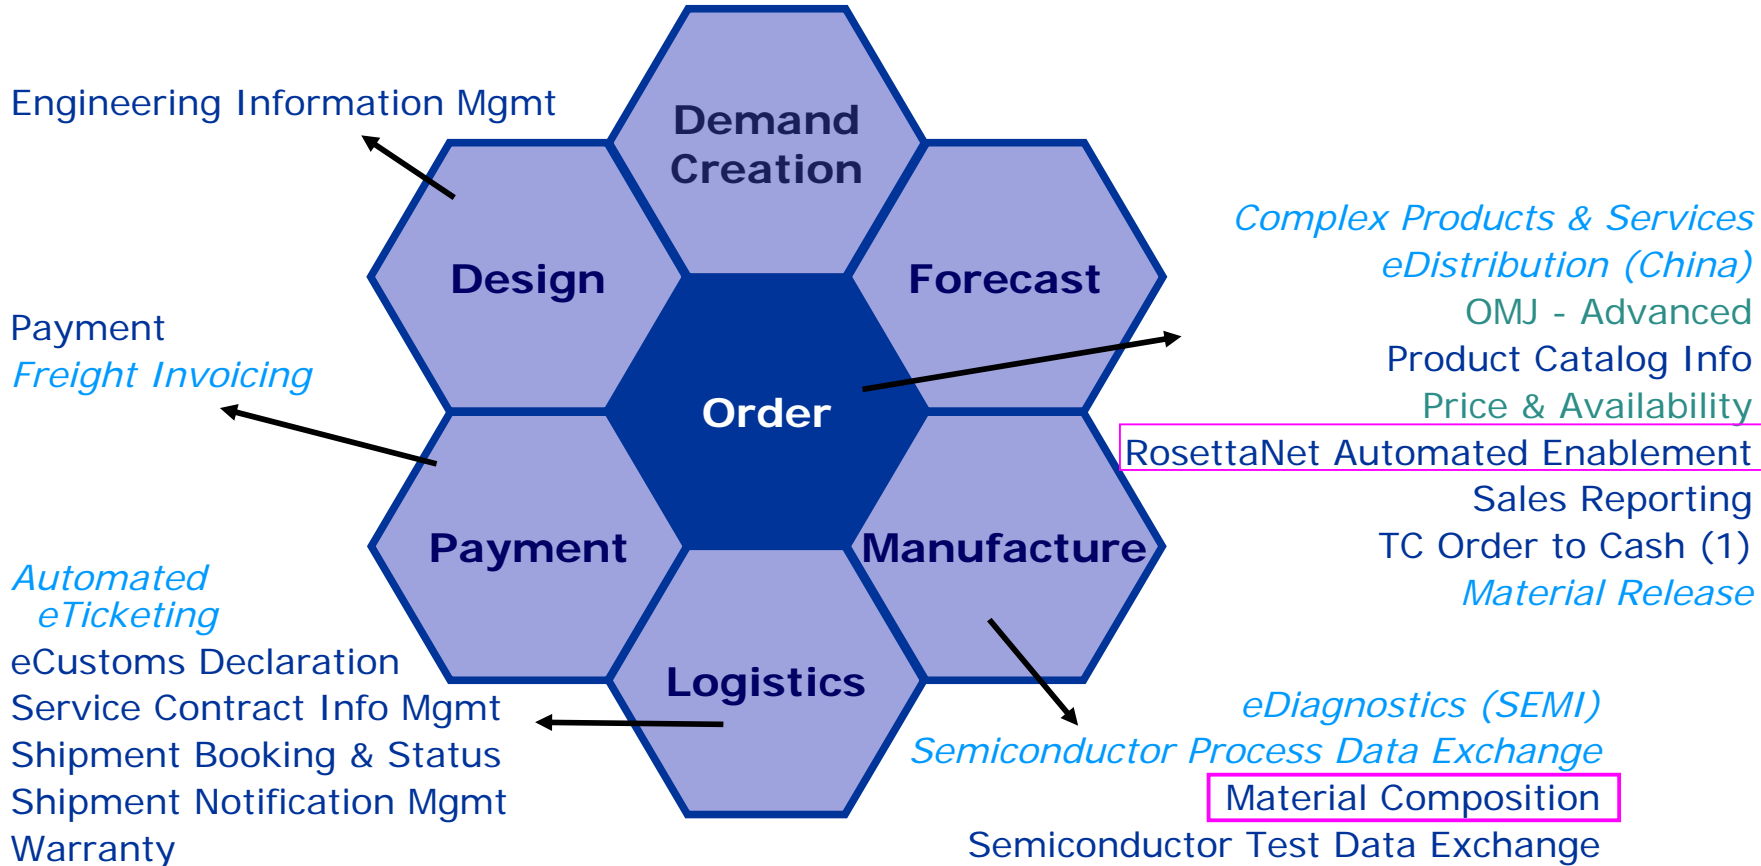 Engineering Information Mgmt
Demand
Creation
Design
Forecast
Complex Products & Services
eDistribution (China)
OMJ - Advanced
Product Catalog Info
Price & Availability
RosettaNet Automated Enablement
Sales Reporting
TC Order to Cash (1)
Material Release
Payment
Freight Invoicing
Order
Payment
Manufacture
Automated
eTicketing
eCustoms Declaration
Service Contract Info Mgmt
Shipment Booking & Status
Shipment Notification Mgmt
Warranty
Logistics
eDiagnostics (SEMI)
Semiconductor Process Data Exchange
Material Composition
Semiconductor Test Data Exchange